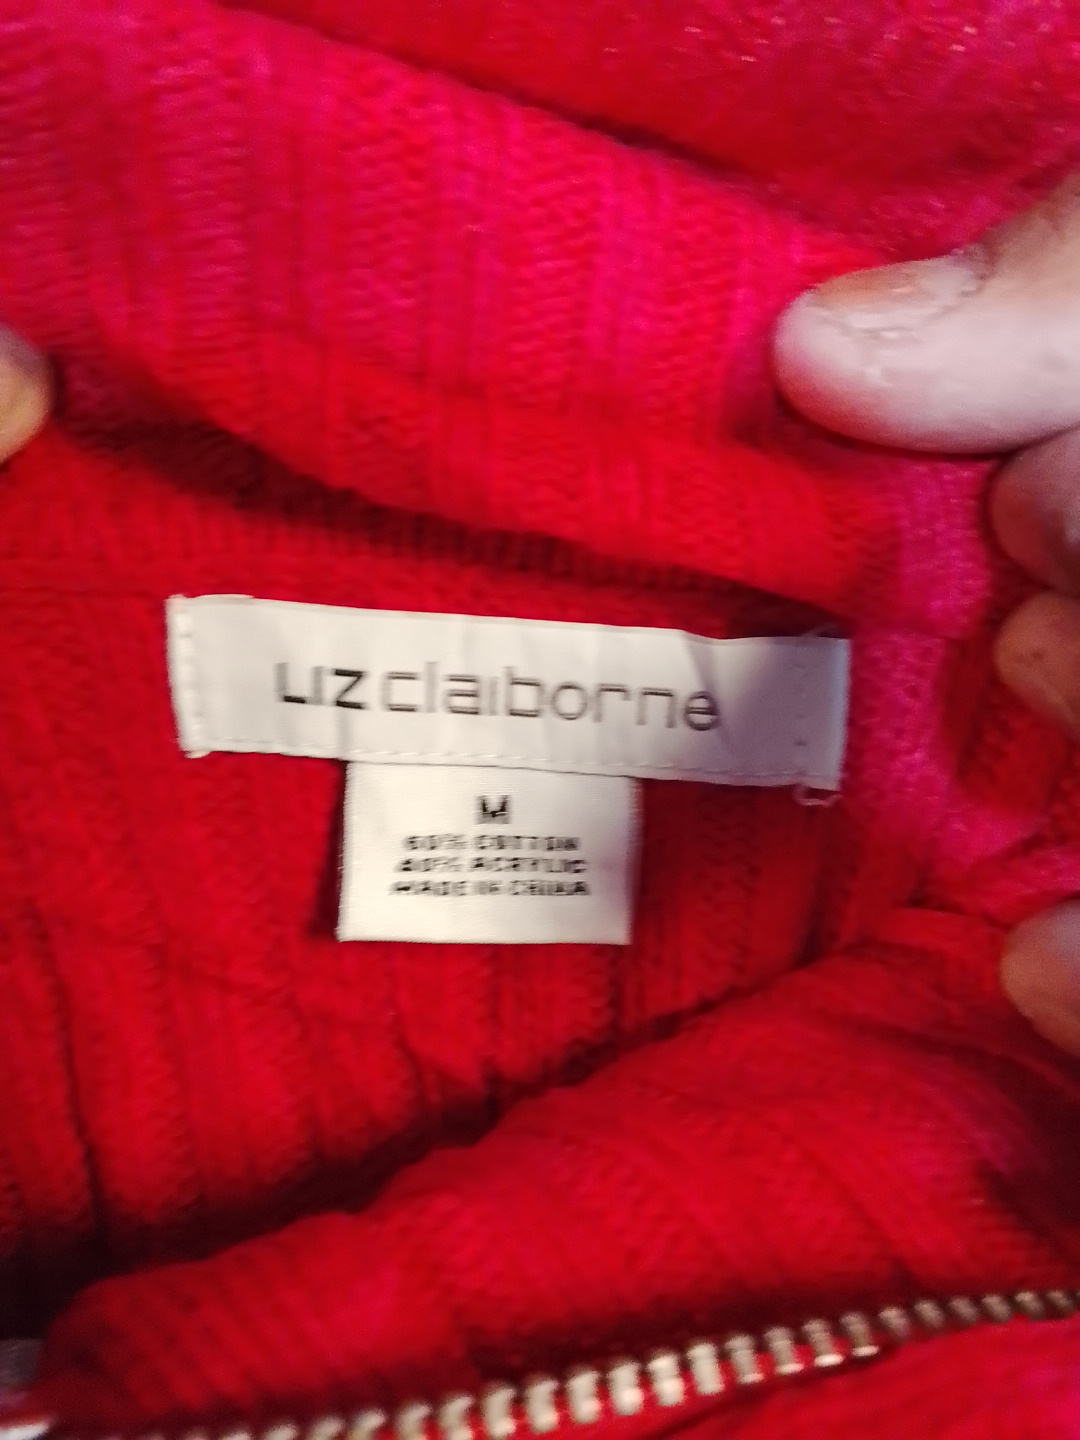 LIZ claiborne
M
60% COTTON
40% ACRYLIC
MADE IN CHINA